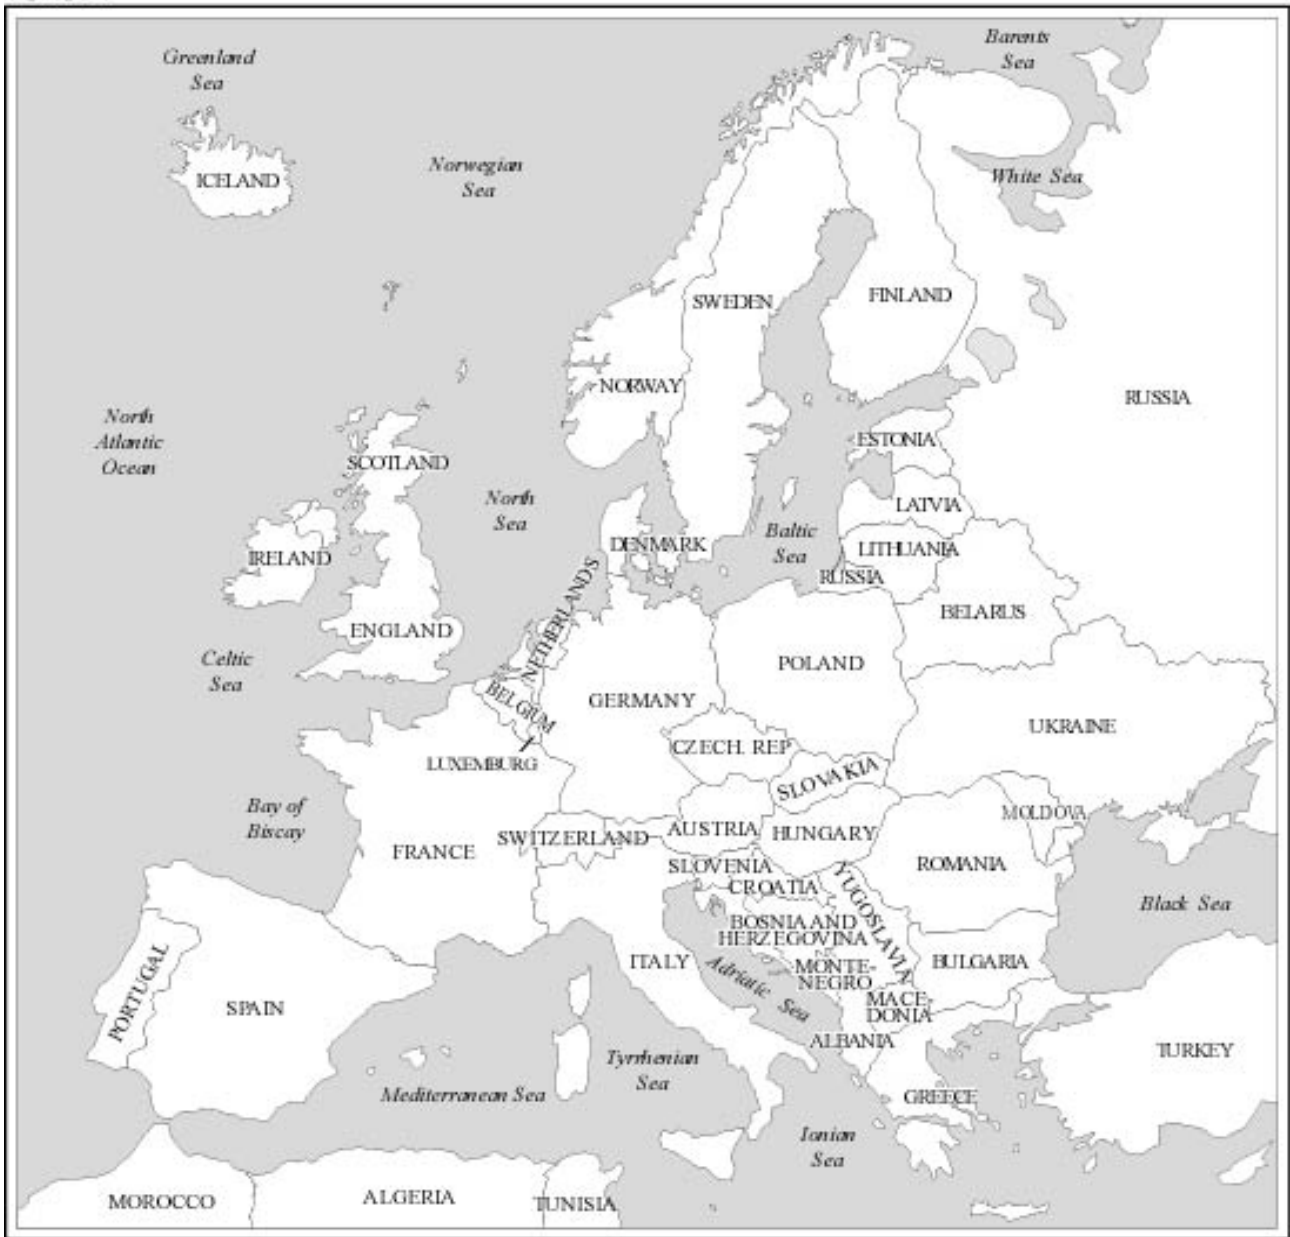 Greenland
Sea
Barents
Sea
ICELAND
Norwegian
Sea
White Sea
SWEDEN
FINLAND
NORWAY
RUSSIA
North
Atlantic
Ocean
SCOTLAND
ESTONIA
North
Sea
LATVIA
Baltic
Sea
IRELAND
DENMARK
LITHUANIA
RUSSIA
NETHERLANDS
BELARUS
ENGLAND
Celtic
Sea
POLAND
BELGIUM
GERMANY
UKRAINE
CZECH. REP
LUXEMBURG
SLOVAKIA
Bay of
Biscay
MOLDOVA
SWITZERLAND
AUSTRIA
HUNGARY
FRANCE
SLOVENIA
ROMANIA
CROATIA
YUGOSLAVIA
Black Sea
BOSNIA AND
HERZEGOVINA
ITALY
Adriatic Sea
MONTE-
NEGRO
BULGARIA
PORTUGAL
SPAIN
MACE-
DONIA
ALBANIA
TURKEY
Tyrrhenian
Sea
Mediterranean Sea
GREECE
Ionian
Sea
MOROCCO
ALGERIA
TUNISIA